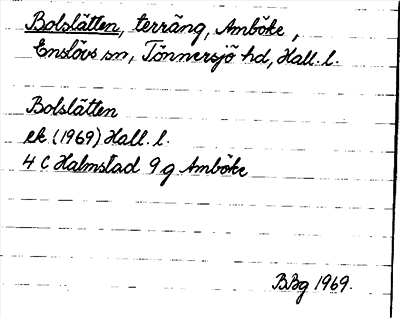 Bolslätten, terräng, Amböke,
Enslövs sn, Tönnersjö hd, Hall. l.
Bolslätten
ek (1969) Hall. l.
4 C Halmstad 9 g Amböke
BBg 1969.